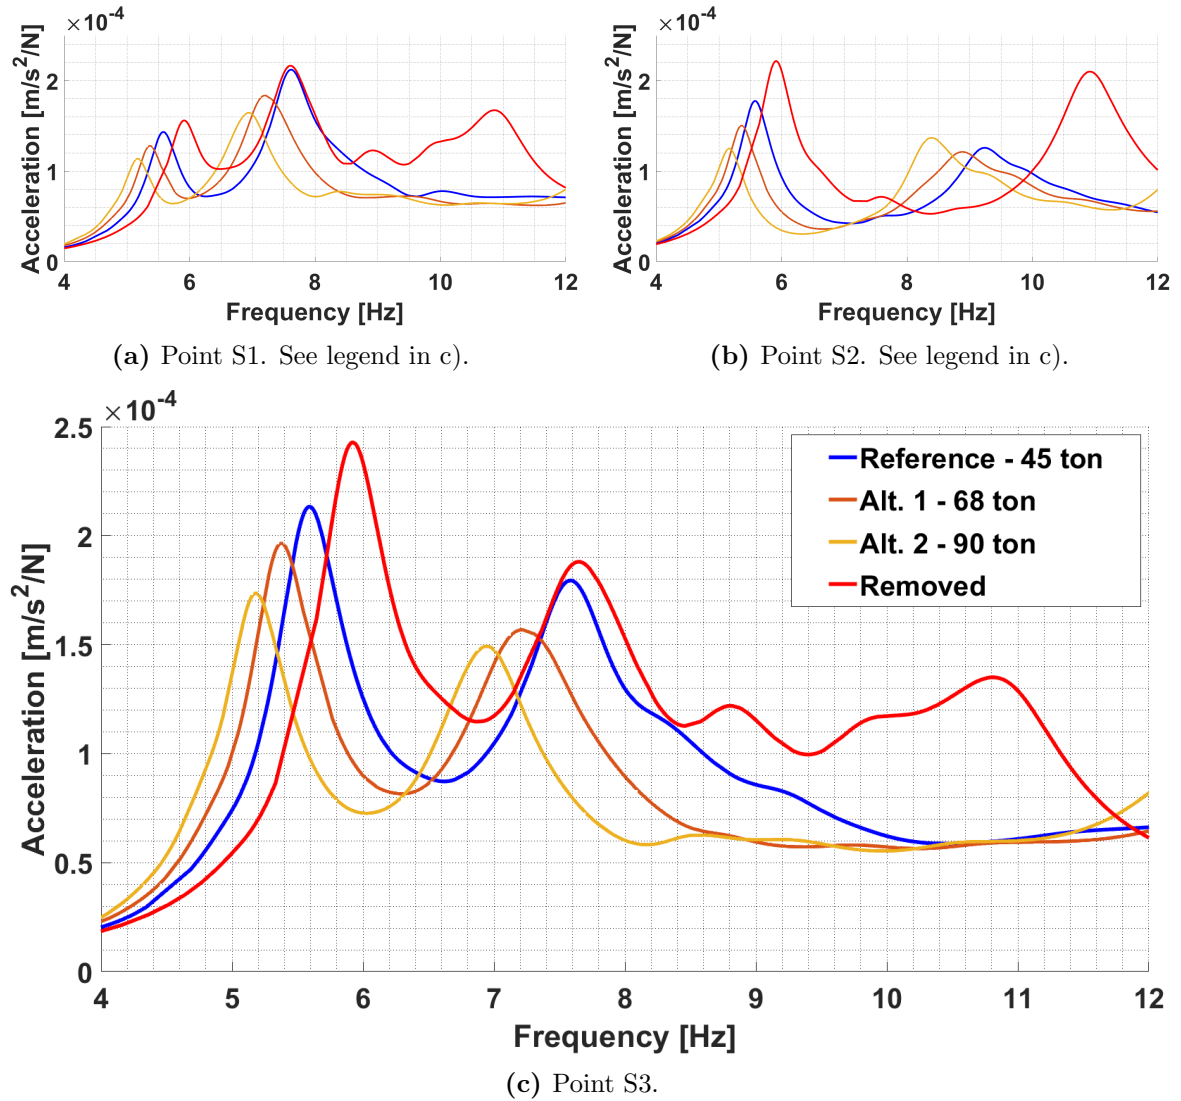 ×10-4
Acceleration [m/s2/N]
2
1
0
4 6 8 10 12
Frequency [Hz]
(a) Point S1. See legend in c).
×10-4
Acceleration [m/s2/N]
2
1
0
4 6 8 10 12
Frequency [Hz]
(b) Point S2. See legend in c).
×10-4
Acceleration [m/s2/N]
2.5
2
1.5
1
0.5
0
4 5 6 7 8 9 10 11 12
Frequency [Hz]
Reference - 45 ton
Alt. 1 - 68 ton
Alt. 2 - 90 ton
Removed
(c) Point S3.